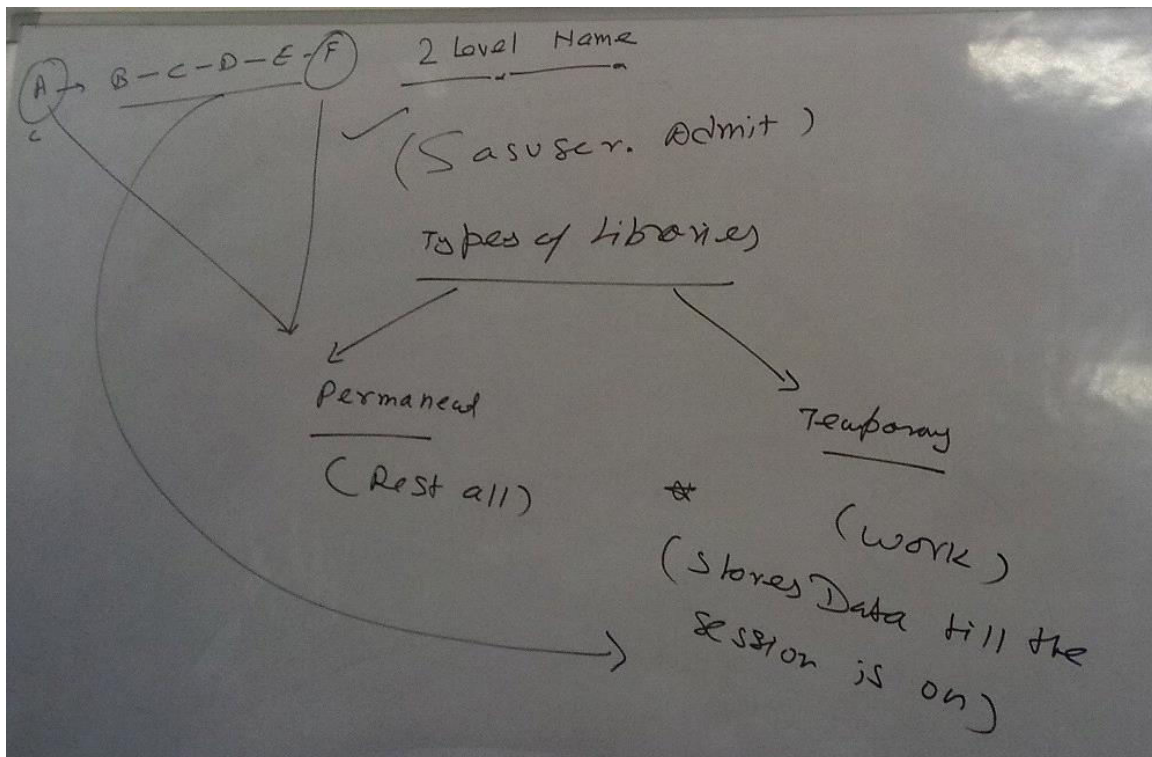 A → B - C - D - E - F
2 Level Name
(Sasuser. Admit)
Types of Libraries
Permanent
(Rest all)
Temporary
(Work)
(Stores Data till the
session is on)